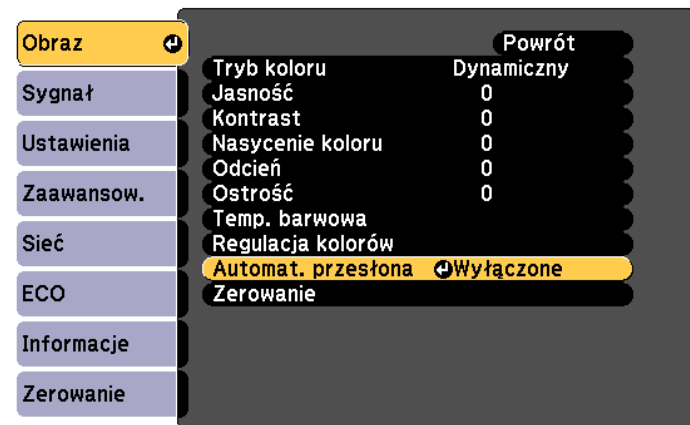 Obraz
Sygnał
Ustawienia
Zaawansow.
Sieć
ECO
Informacje
Zerowanie
Powrót
Tryb koloru Dynamiczny
Jasność 0
Kontrast 0
Nasycenie koloru 0
Odcień 0
Ostrość 0
Temp. barwowa
Regulacja kolorów
Automat. przesłona Wyłączone
Zerowanie